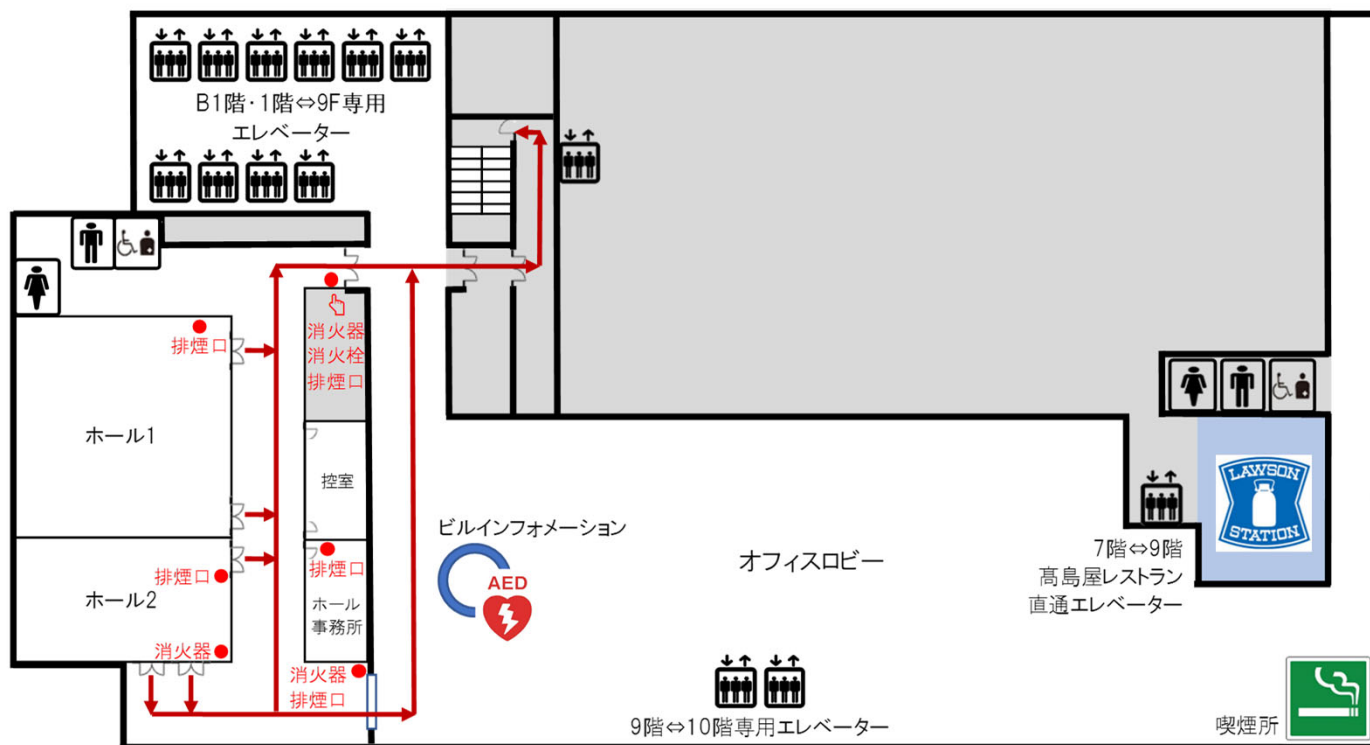 B1階・1階⇔9F専用
エレベーター
排煙口
消火器
消火栓
排煙口
ホール1
控室
ビルインフォメーション
AED
オフィスロビー
LAWSON
STATION
7階⇔9階
髙島屋レストラン
直通エレベーター
排煙口
ホール2
消火器
排煙口
ホール
事務所
消火器
排煙口
9階⇔10階専用エレベーター
喫煙所